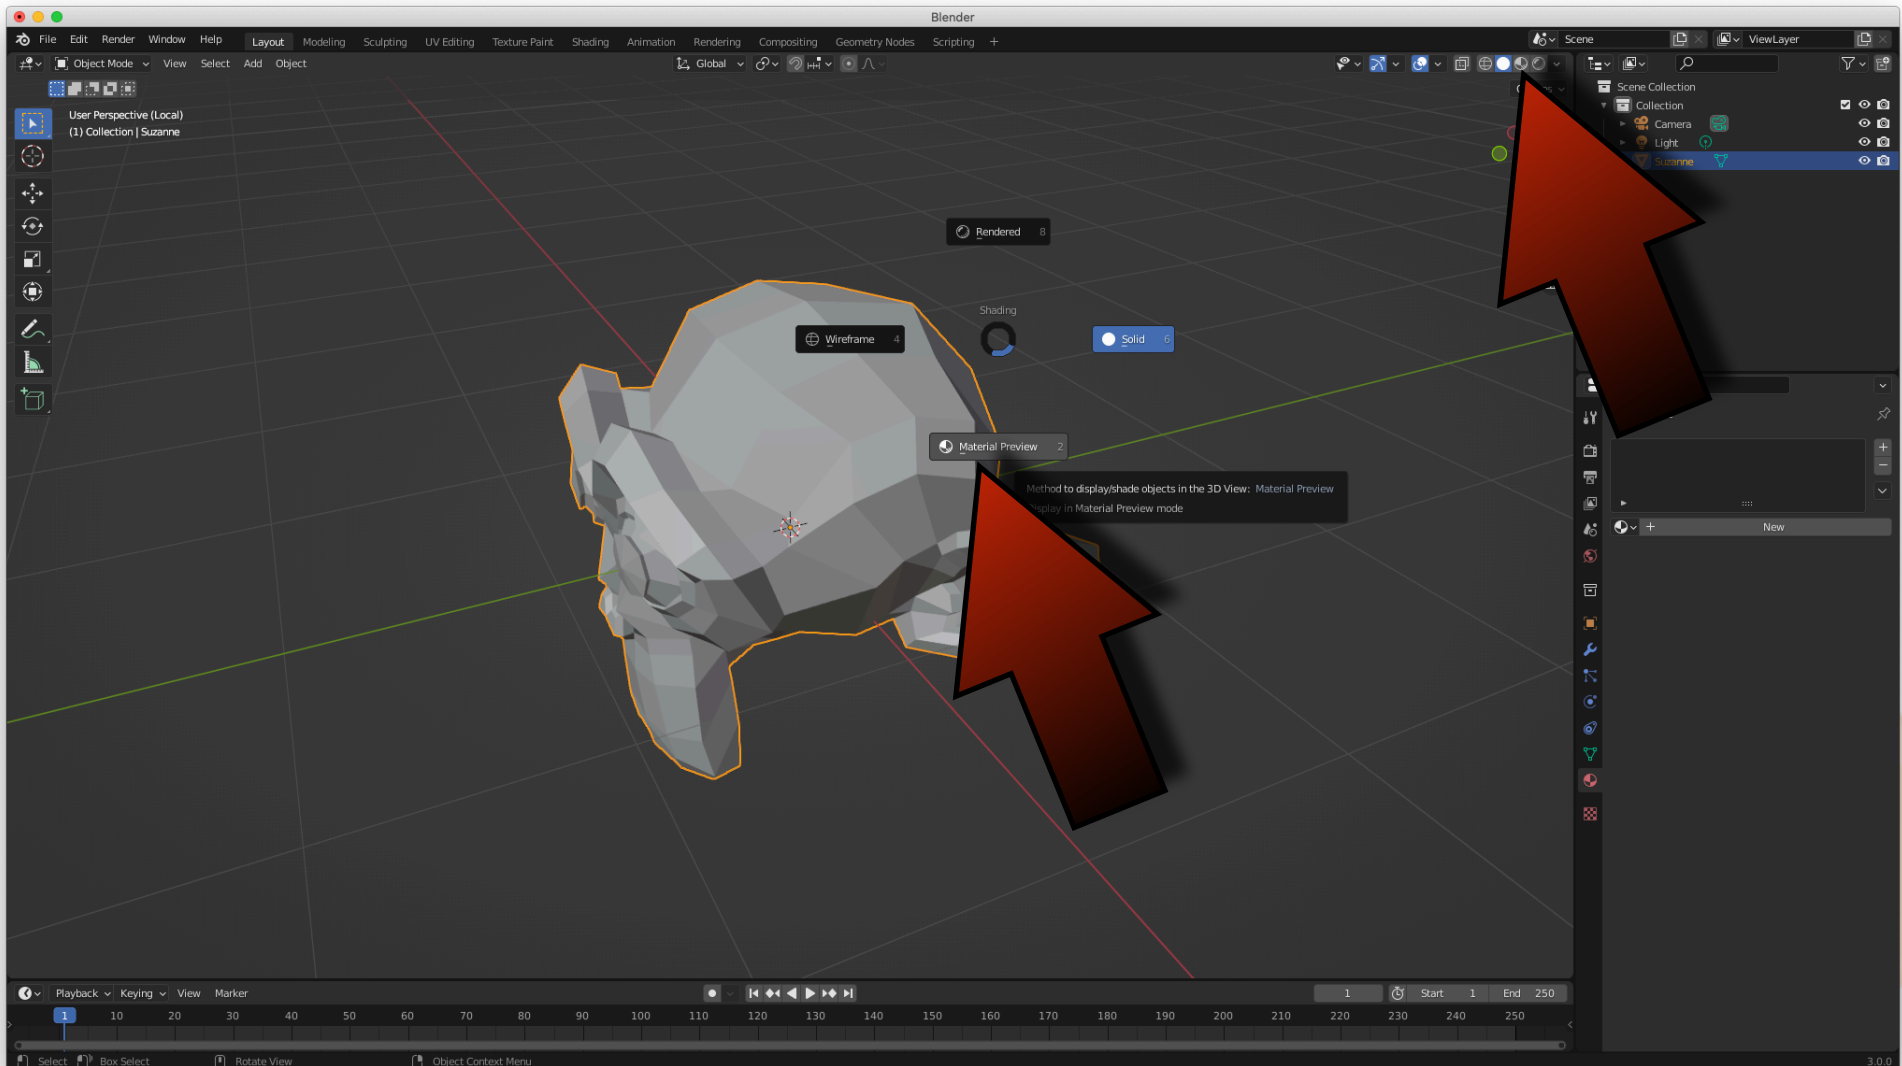 Blender
File Edit Render Window Help Layout Modeling Sculpting UV Editing Texture Paint Shading Animation Rendering Compositing Geometry Nodes Scripting + Scene ViewLayer
Object Mode View Select Add Object Global
User Perspective (Local)
(1) Collection | Suzanne
Scene Collection
Collection
Camera
Light
Suzanne
Rendered 8
Shading
Wireframe 4
Solid 6
Material Preview 2
Method to display/shade objects in the 3D View: Material Preview
Display in Material Preview mode
New
Playback Keying View Marker 1 Start 1 End 250
1 10 20 30 40 50 60 70 80 90 100 110 120 130 140 150 160 170 180 190 200 210 220 230 240 250
Select Box Select Rotate View Object Context Menu 3.0.0